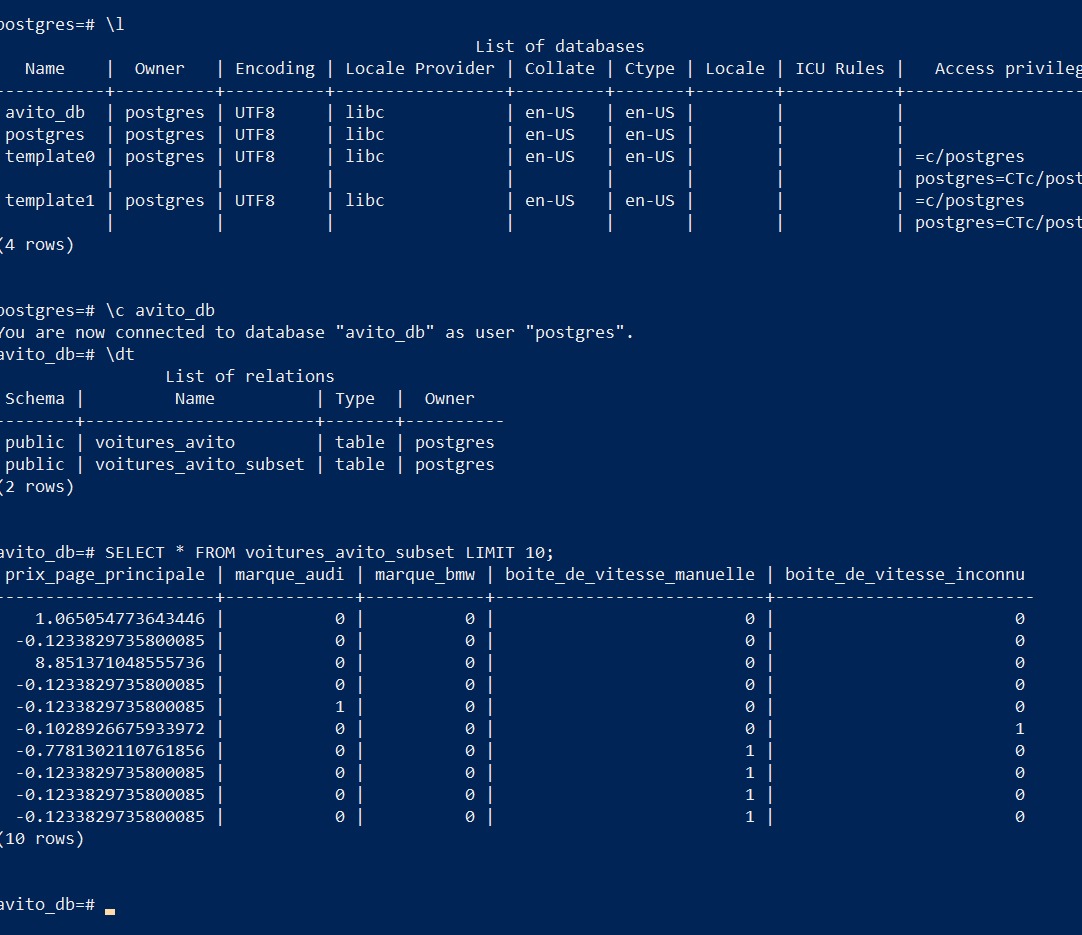 postgres=# \l
List of databases
Name | Owner | Encoding | Locale Provider | Collate | Ctype | Locale | ICU Rules | Access privileg
-----------+----------+----------+-----------------+---------+-------+--------+-----------+------------------
avito_db | postgres | UTF8 | libc | en-US | en-US | | |
postgres | postgres | UTF8 | libc | en-US | en-US | | |
template0 | postgres | UTF8 | libc | en-US | en-US | | | =c/postgres
| | | | | | | | postgres=CTc/post
template1 | postgres | UTF8 | libc | en-US | en-US | | | =c/postgres
| | | | | | | | postgres=CTc/post
(4 rows)
postgres=# \c avito_db
You are now connected to database "avito_db" as user "postgres".
avito_db=# \dt
List of relations
Schema | Name | Type | Owner
--------+-----------------------+-------+----------
public | voitures_avito | table | postgres
public | voitures_avito_subset | table | postgres
(2 rows)
avito_db=# SELECT * FROM voitures_avito_subset LIMIT 10;
prix_page_principale | marque_audi | marque_bmw | boite_de_vitesse_manuelle | boite_de_vitesse_inconnu
----------------------+-------------+------------+---------------------------+--------------------------
1.065054773643446 | 0 | 0 | 0 | 0
-0.1233829735800085 | 0 | 0 | 0 | 0
8.851371048555736 | 0 | 0 | 0 | 0
-0.1233829735800085 | 0 | 0 | 0 | 0
-0.1233829735800085 | 1 | 0 | 0 | 0
-0.1028926675933972 | 0 | 0 | 0 | 1
-0.7781302110761856 | 0 | 0 | 1 | 0
-0.1233829735800085 | 0 | 0 | 1 | 0
-0.1233829735800085 | 0 | 0 | 1 | 0
-0.1233829735800085 | 0 | 0 | 1 | 0
(10 rows)
avito_db=#